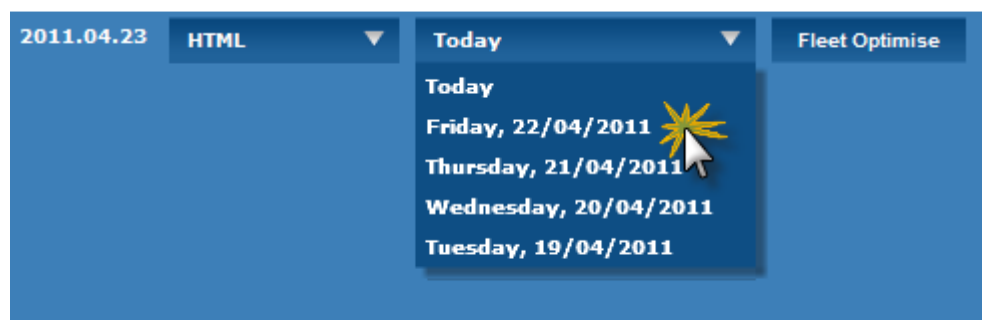 2011.04.23 HTML Today Fleet Optimise
Today
Friday, 22/04/2011
Thursday, 21/04/2011
Wednesday, 20/04/2011
Tuesday, 19/04/2011